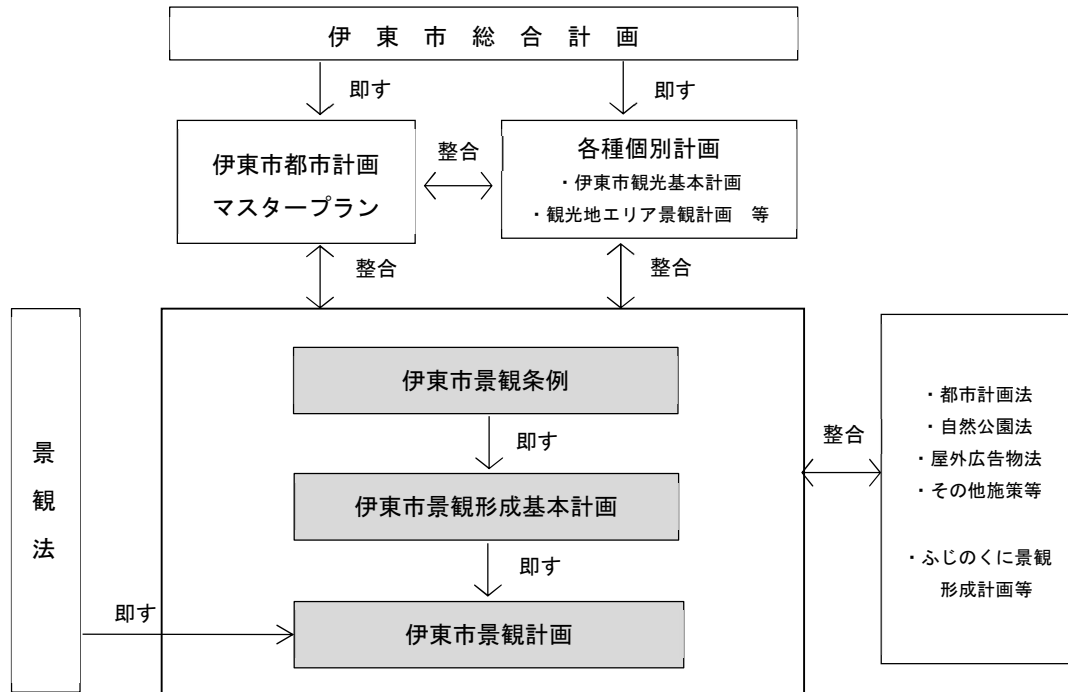 伊東市総合計画
即す
即す
伊東市都市計画
マスタープラン
整合
各種個別計画
・伊東市観光基本計画
・観光地エリア景観計画　等
整合
整合
景
観
法
伊東市景観条例
即す
伊東市景観形成基本計画
即す
伊東市景観計画
即す
整合
・都市計画法
・自然公園法
・屋外広告物法
・その他施策等
・ふじのくに景観
形成計画等